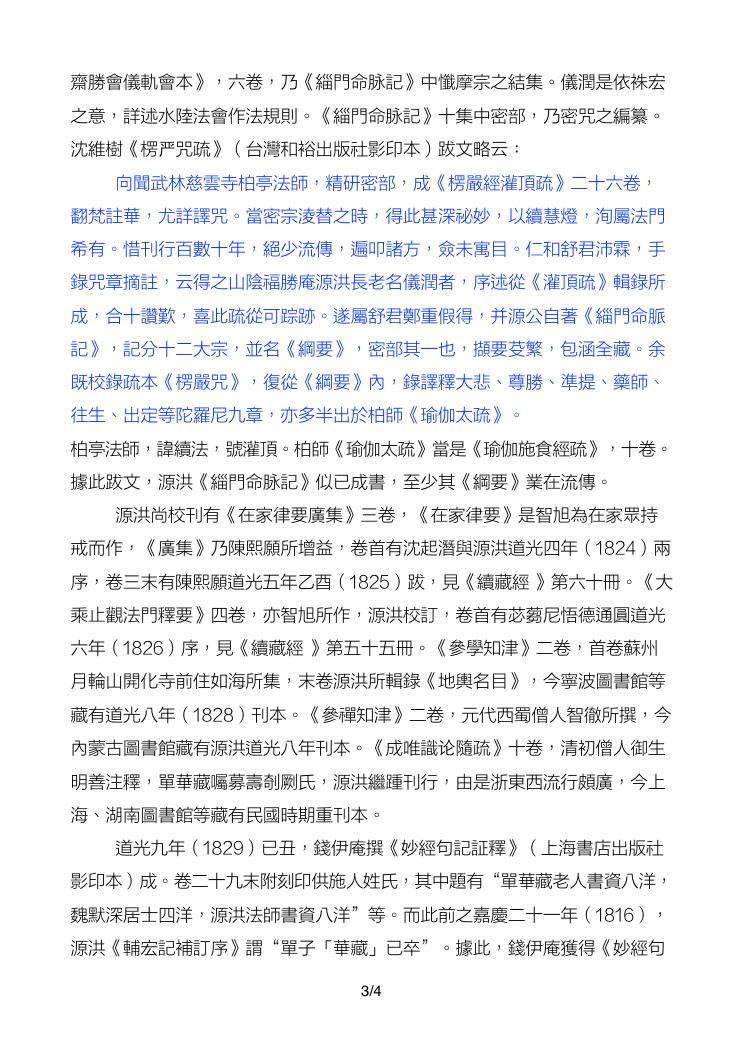 齋勝會儀軌會本》，六卷，乃《緇門命脉記》中懺摩宗之結集。儀潤是依袾宏
之意，詳述水陸法會作法規則。《緇門命脉記》十集中密部，乃密咒之編纂。
沈維樹《楞严咒疏》（台灣和裕出版社影印本）跋文略云：
向聞武林慈雲寺柏亭法師，精研密部，成《楞嚴經灌頂疏》二十六卷，
翻梵註華，尤詳譯咒。當密宗淩替之時，得此甚深祕妙，以續慧燈，洵屬法門
希有。惜刊行百數十年，絕少流傳，遍叩諸方，僉未寓目。仁和舒君沛霖，手
錄咒章摘註，云得之山陰福勝庵源洪長老名儀潤者，序述從《灌頂疏》輯錄所
成，合十讚歎，喜此疏從可踪跡。遂屬舒君鄭重假得，并源公自著《緇門命脈
記》，記分十二大宗，並名《綱要》，密部其一也，擷要芟繁，包涵全藏。余
既校錄疏本《楞嚴咒》，復從《綱要》內，錄譯釋大悲、尊勝、準提、藥師、
往生、出定等陀羅尼九章，亦多半出於柏師《瑜伽太疏》。
柏亭法師，諱續法，號灌頂。柏師《瑜伽太疏》當是《瑜伽施食經疏》，十卷。
據此跋文，源洪《緇門命脉記》似已成書，至少其《綱要》業在流傳。
源洪尚校刊有《在家律要廣集》三卷，《在家律要》是智旭為在家眾持
戒而作，《廣集》乃陳熙願所增益，卷首有沈起潛與源洪道光四年（1824）兩
序，卷三末有陳熙願道光五年乙酉（1825）跋，見《續藏經 》第六十冊。《大
乘止觀法門釋要》四卷，亦智旭所作，源洪校訂，卷首有苾蒭尼悟德通圓道光
六年（1826）序，見《續藏經 》第五十五冊。《參學知津》二卷，首卷蘇州
月輪山開化寺前住如海所集，末卷源洪所輯錄《地輿名目》，今寧波圖書館等
藏有道光八年（1828）刊本。《參禪知津》二卷，元代西蜀僧人智徹所撰，今
內蒙古圖書館藏有源洪道光八年刊本。《成唯識论隨疏》十卷，清初僧人御生
明善注釋，單華藏囑募壽剞劂氏，源洪繼踵刊行，由是浙東西流行頗廣，今上
海、湖南圖書館等藏有民國時期重刊本。
道光九年（1829）已丑，錢伊庵撰《妙經句記証釋》（上海書店出版社
影印本）成。卷二十九末附刻印供施人姓氏，其中題有“單華藏老人書資八洋，
魏默深居士四洋，源洪法師書資八洋”等。而此前之嘉慶二十一年（1816），
源洪《輔宏記補訂序》謂“單子「華藏」已卒”。據此，錢伊庵獲得《妙經句
3/4